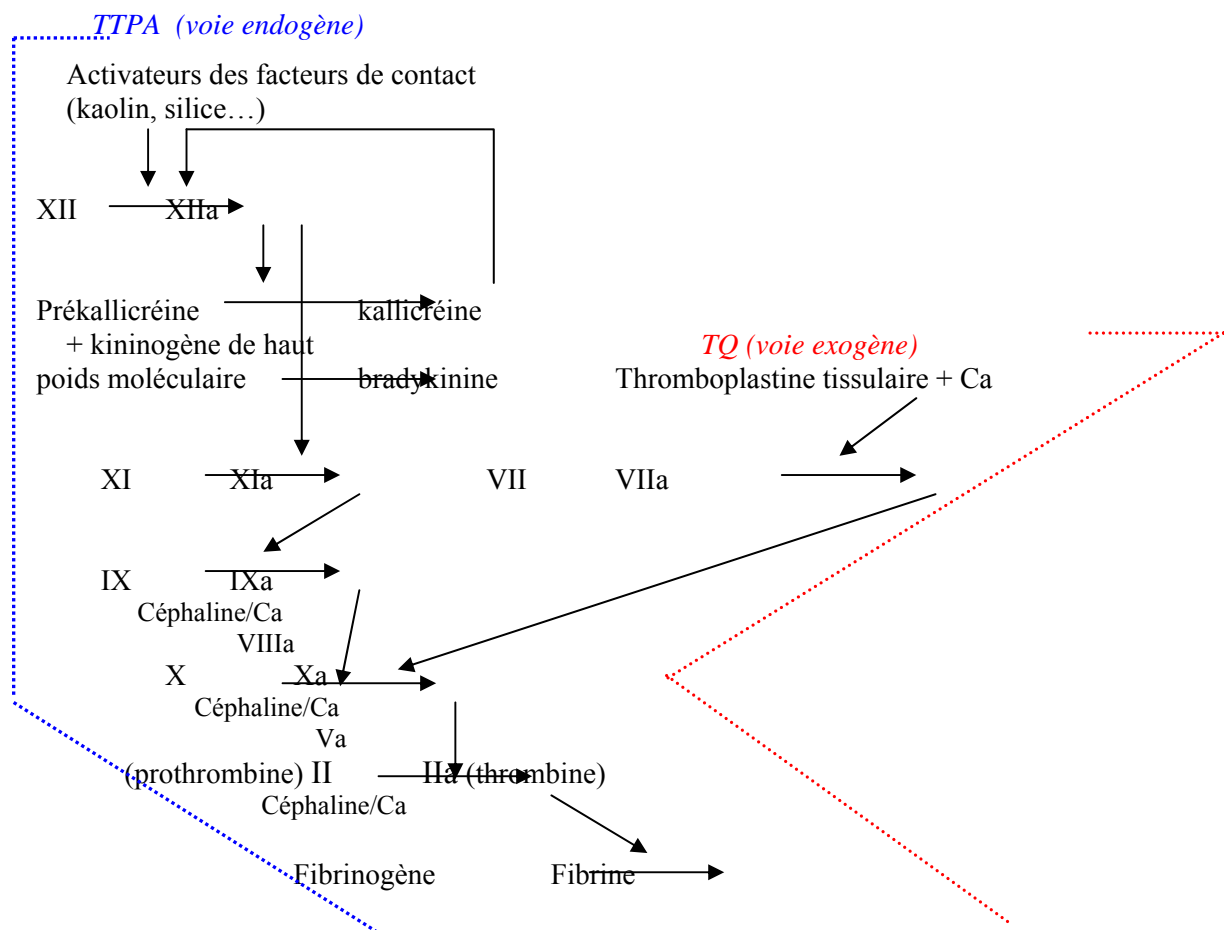 TTPA (voie endogène)
Activateurs des facteurs de contact
(kaolin, silice…)
XII XIIa
Prékallicréine kallicréine
+ kininogène de haut
TQ (voie exogène)
poids moléculaire bradykinine Thromboplastine tissulaire + Ca
XI XIa VII VIIa
IX IXa
Céphaline/Ca
VIIIa
X Xa
Céphaline/Ca
Va
(prothrombine) II IIa (thrombine)
Céphaline/Ca
Fibrinogène Fibrine